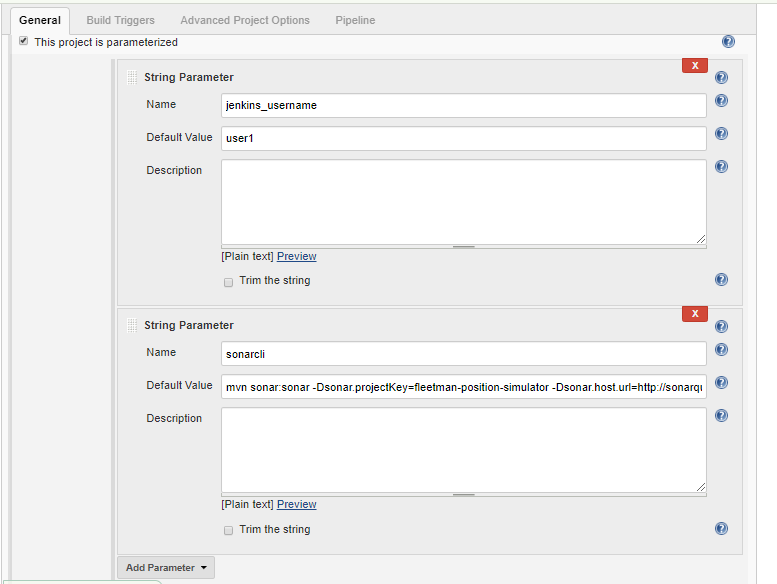 General Build Triggers Advanced Project Options Pipeline
This project is parameterized
X
String Parameter
Name jenkins_username
Default Value user1
Description
[Plain text] Preview
Trim the string
X
String Parameter
Name sonarcli
Default Value mvn sonar:sonar -Dsonar.projectKey=fleetman-position-simulator -Dsonar.host.url=http://sonarqu
Description
[Plain text] Preview
Trim the string
Add Parameter